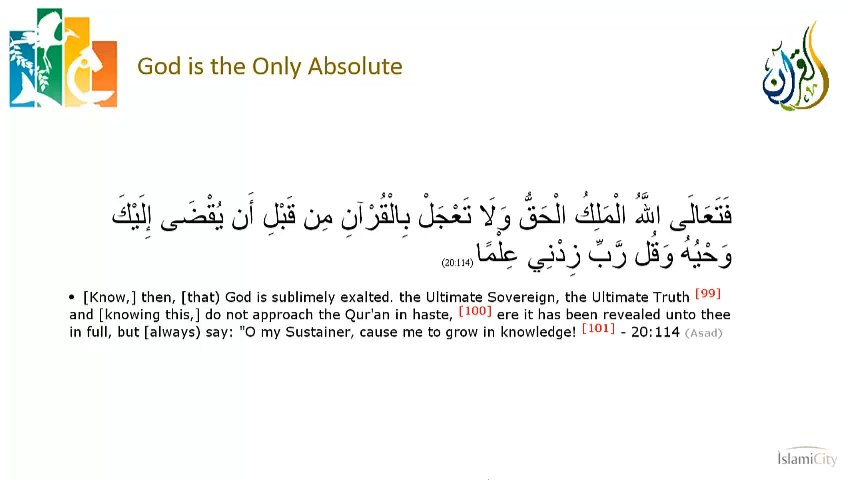 God is the Only Absolute
القرآن
فَتَعَالَى اللَّهُ الْمَلِكُ الْحَقُّ وَلَا تَعْجَلْ بِالْقُرْآنِ مِن قَبْلِ أَن يُقْضَى إِلَيْكَ
وَحْيُهُ وَقُل رَّبِّ زِدْنِي عِلْمًا (20:114)
• [Know,] then, [that) God is sublimely exalted. the Ultimate Sovereign, the Ultimate Truth [99]
and [knowing this,] do not approach the Qur'an in haste, [100] ere it has been revealed unto thee
in full, but [always) say: "O my Sustainer, cause me to grow in knowledge! [101] - 20:114 (Asad)
IslamiCity